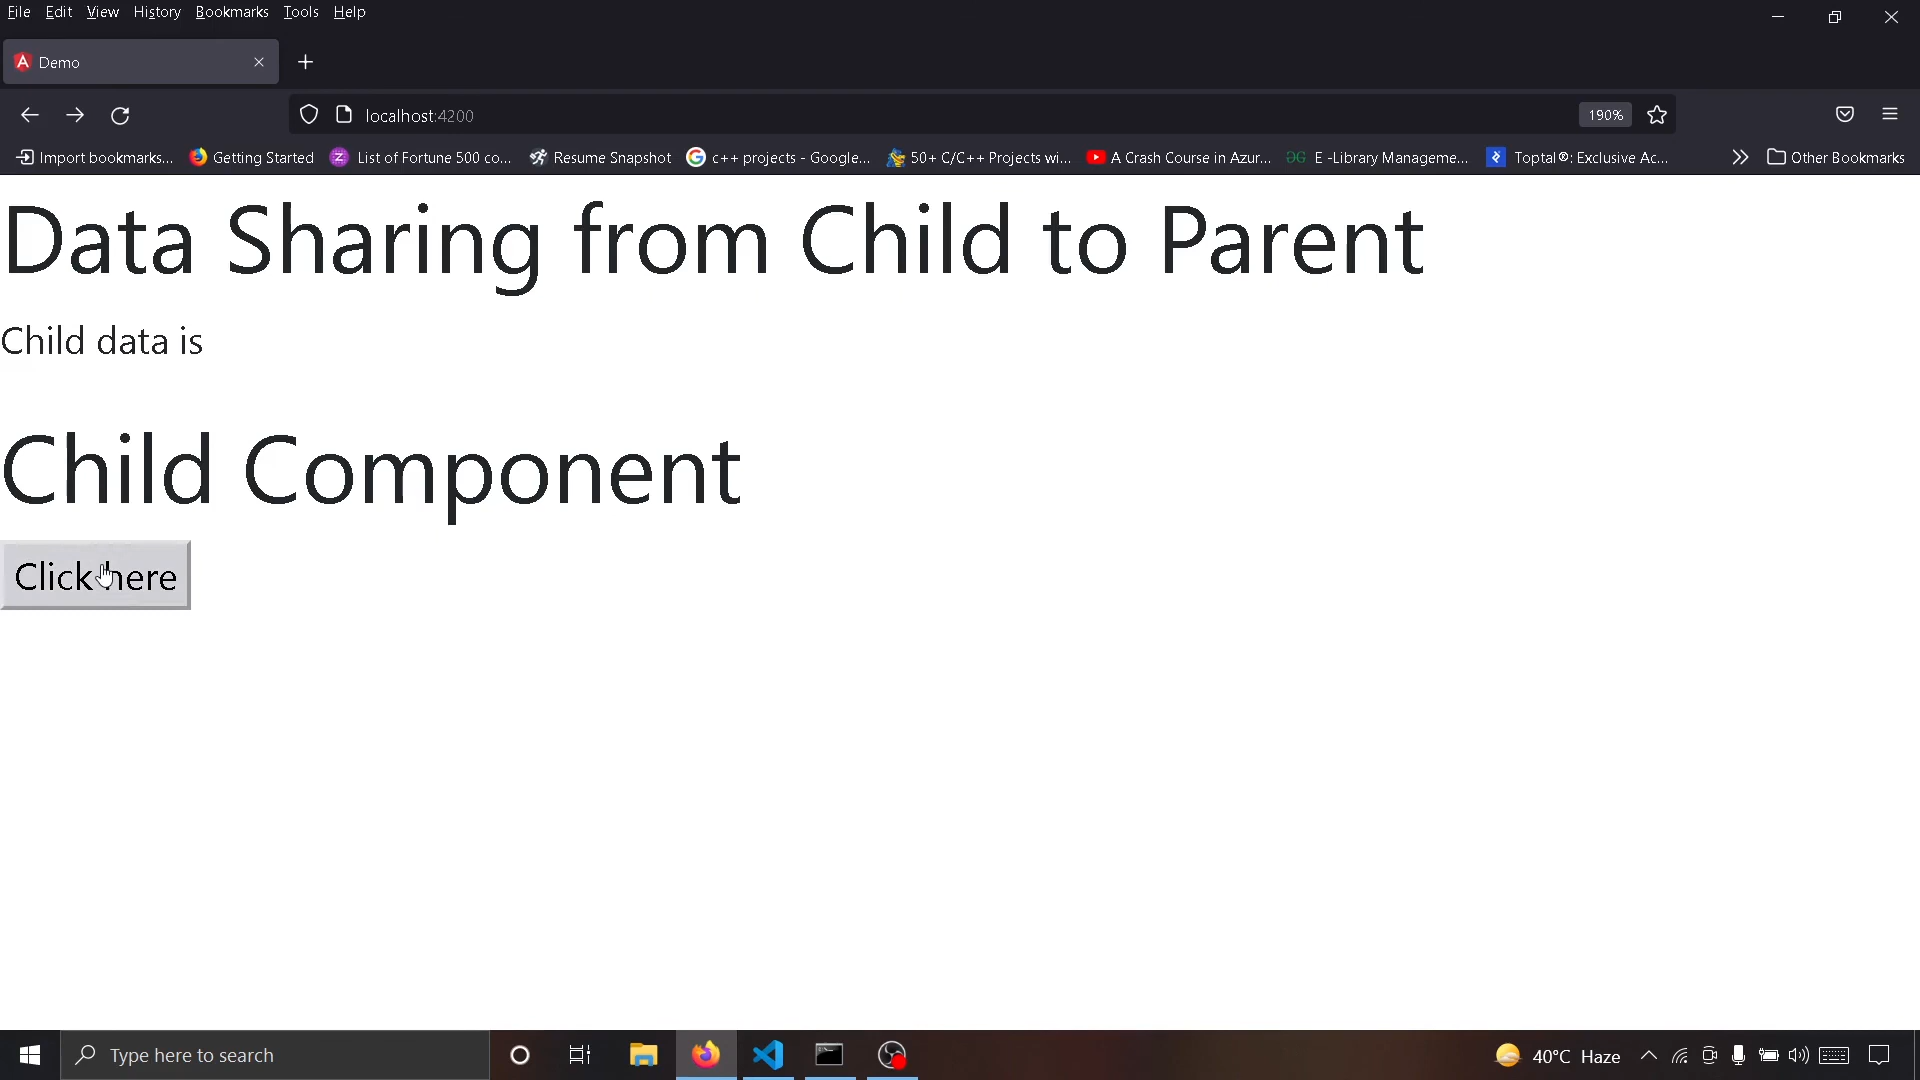 File Edit View History Bookmarks Tools Help
Demo
localhost:4200 190%
Import bookmarks... Getting Started List of Fortune 500 co... Resume Snapshot c++ projects - Google... 50+ C/C++ Projects wi... A Crash Course in Azur... E -Library Manageme... Toptal®: Exclusive Ac... Other Bookmarks
Data Sharing from Child to Parent
Child data is
Child Component
Click here
Type here to search 40°C Haze